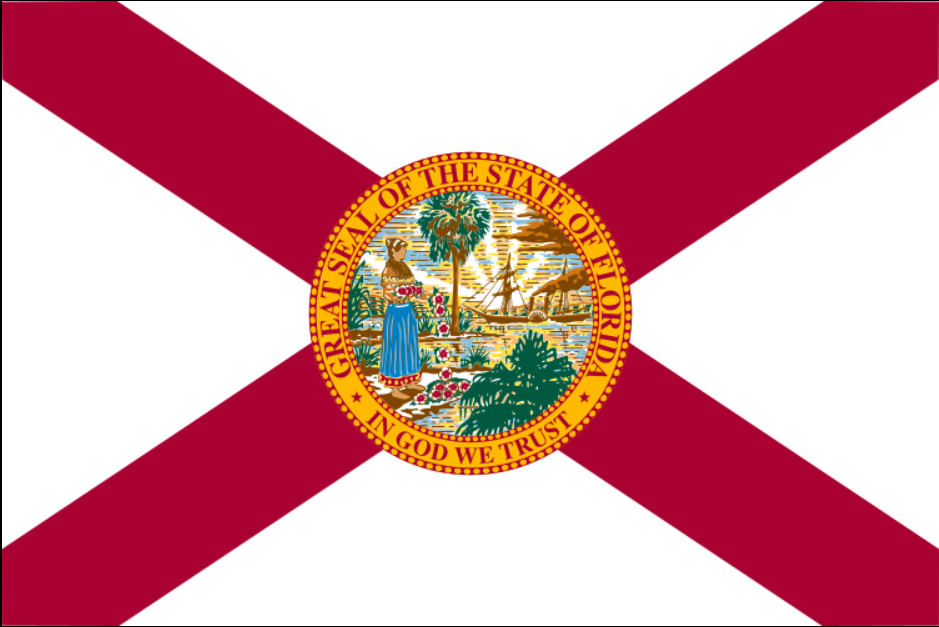 GREAT SEAL OF THE STATE OF FLORIDA
IN GOD WE TRUST